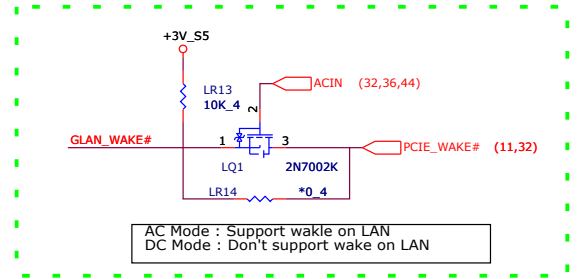 +3V_S5
LR13
10K_4
ACIN (32,36,44)
2
GLAN_WAKE#
1
3
PCIE_WAKE# (11,32)
LQ1
2N7002K
LR14
*0_4
AC Mode : Support wakle on LAN
DC Mode : Don't support wake on LAN